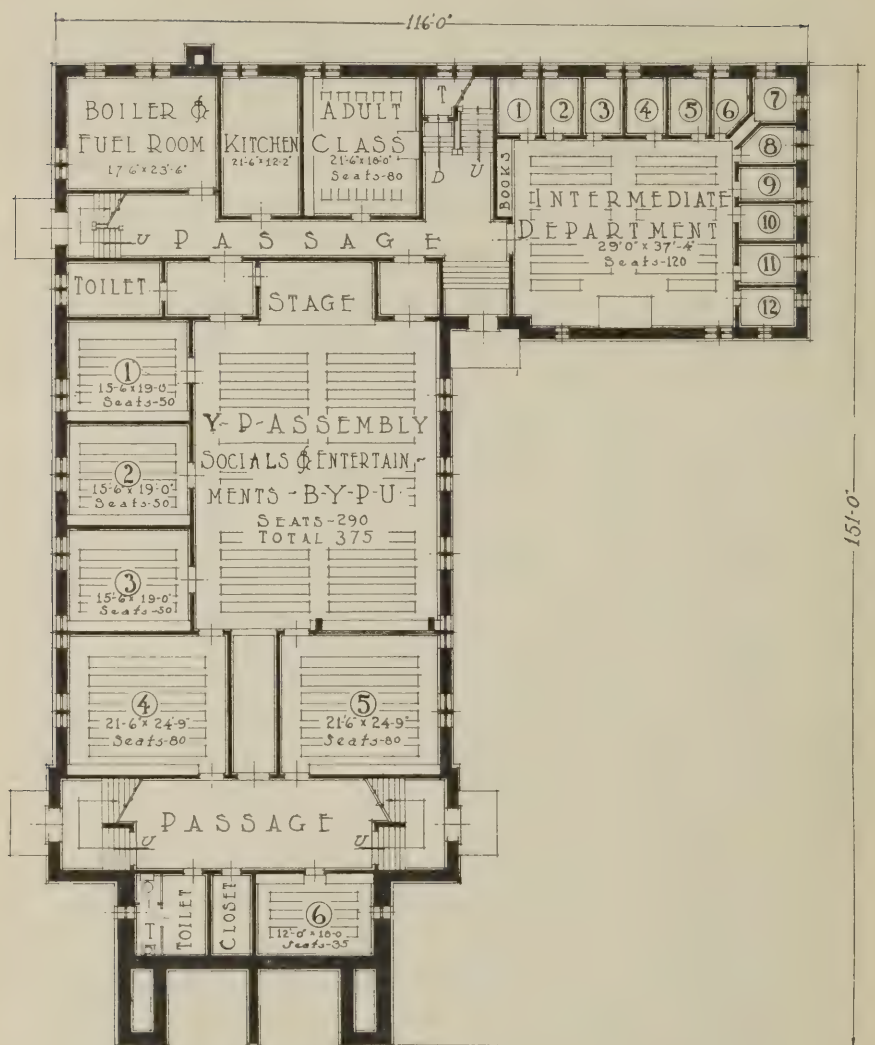 116'-0"
BOILER &
FUEL ROOM
17'6" x 23'-6"
KITCHEN
21'-6" x 12'-2"
ADULT
CLASS
21'-6" x 18'-0"
Seats-80
T
D
U
BOOKS
1
2
3
4
5
6
7
8
9
10
11
12
INTERMEDIATE
DEPARTMENT
29'0" x 37'-4"
Seats-120
U
PASSAGE
TOILET
STAGE
1
15'-6" x 19'-0"
Seats-50
2
15'-6" x 19'-0"
Seats-50
3
15'-6" x 19'-0"
Seats-50
Y-P-ASSEMBLY
SOCIALS & ENTERTAIN-
MENTS-B-Y-P-U-
SEATS-290
TOTAL 375
151'-0"
4
21'-6" x 24'-9"
Seats-80
5
21'-6" x 24'-9"
Seats-80
PASSAGE
U
U
T
TOILET
CLOSET
6
12'-0" x 18'-0
Seats-35